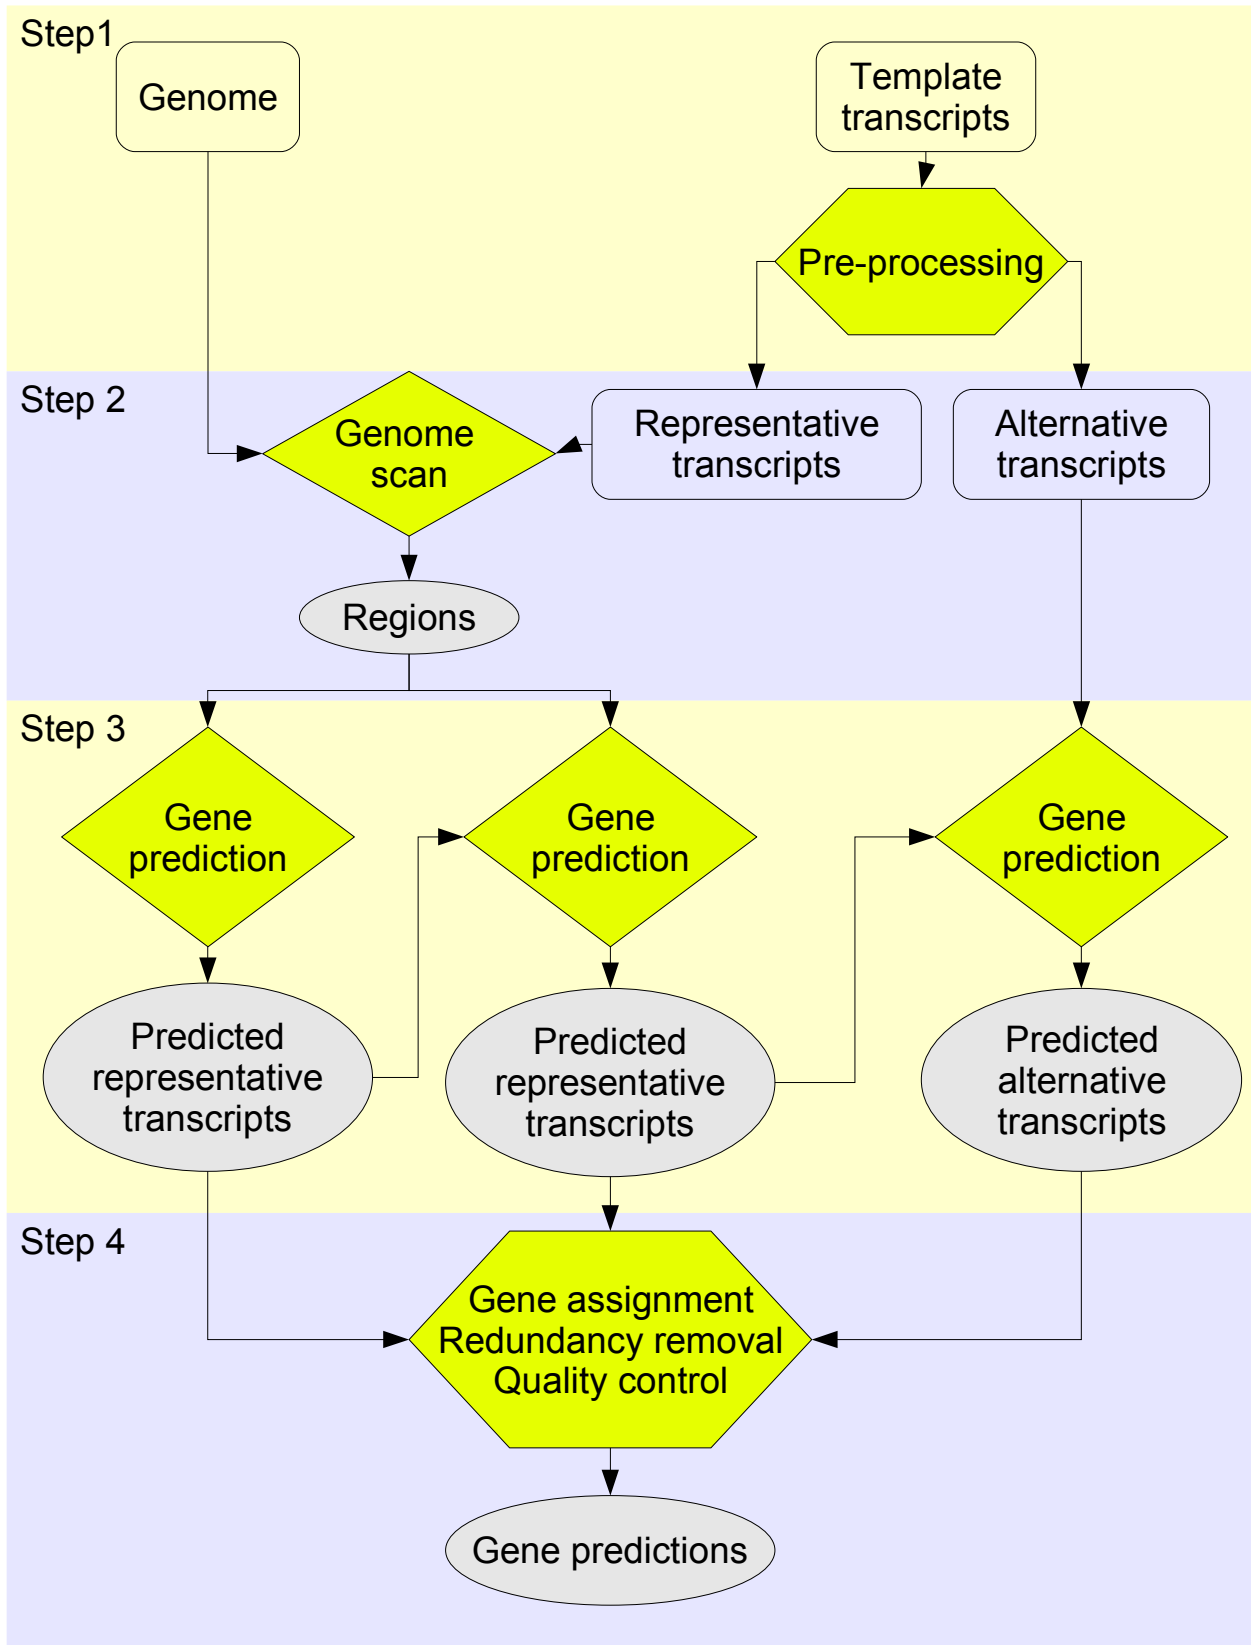 Step1
Genome
Template
transcripts
Pre-processing
Step 2
Genome
scan
Representative
transcripts
Alternative
transcripts
Regions
Step 3
Gene
prediction
Gene
prediction
Gene
prediction
Predicted
representative
transcripts
Predicted
representative
transcripts
Predicted
alternative
transcripts
Step 4
Gene assignment
Redundancy removal
Quality control
Gene predictions